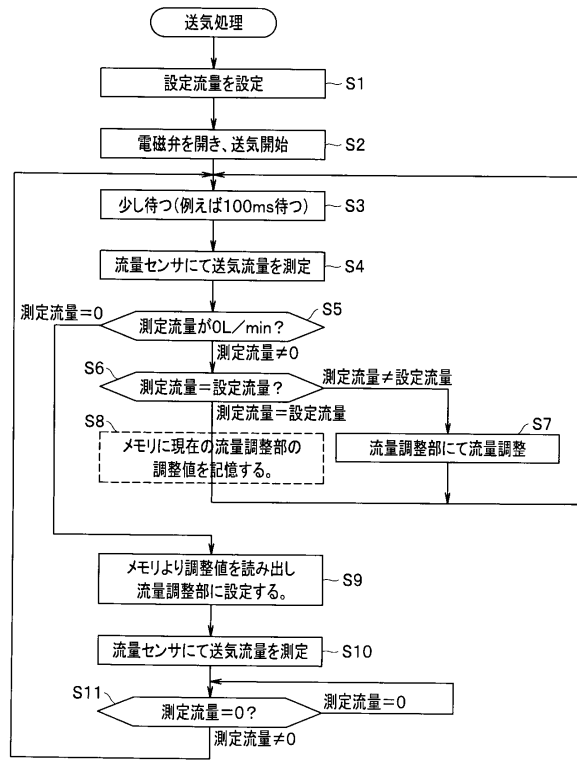 送気処理
設定流量を設定
S1
電磁弁を開き、送気開始
S2
少し待つ(例えば100ms待つ)
S3
流量センサにて送気流量を測定
S4
測定流量=0
測定流量が0L/min?
S5
測定流量≠0
S6
測定流量=設定流量?
測定流量≠設定流量
測定流量=設定流量
S8
メモリに現在の流量調整部の
調整値を記憶する。
S7
流量調整部にて流量調整
メモリより調整値を読み出し
流量調整部に設定する。
S9
流量センサにて送気流量を測定
S10
S11
測定流量=0?
測定流量=0
測定流量≠0